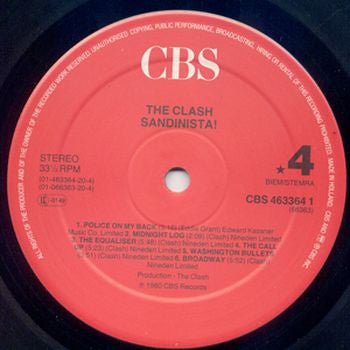 ALL RIGHTS OF THE PRODUCER AND OF THE OWNER OF THE RECORDED WORK RESERVED. UNAUTHORISED COPYING, PUBLIC PERFORMANCE, BROADCASTING, HIRING OR RENTAL OF THIS RECORDING PROHIBITED. MADE IN HOLLAND.
CBS
THE CLASH
SANDINISTA!
STEREO
33⅓ RPM
(01-463364-20-4)
(01-066363-20-4)
4
BIEM/STEMRA
CBS 463364 1
(66363)
1. POLICE ON MY BACK (Eddie Grant) Edward Kassner
Music Co. Limited 2. MIDNIGHT LOG (2:09) (Clash) Nineden Limited
3. THE EQUALISER (5:48) (Clash) Nineden Limited 4. THE CALL
UP (5:23) (Clash) Nineden Limited 5. WASHINGTON BULLETS
(Clash) Nineden Limited 6. BROADWAY (5:52) (Clash)
Nineden Limited
Production - The Clash
℗ 1980 CBS Records